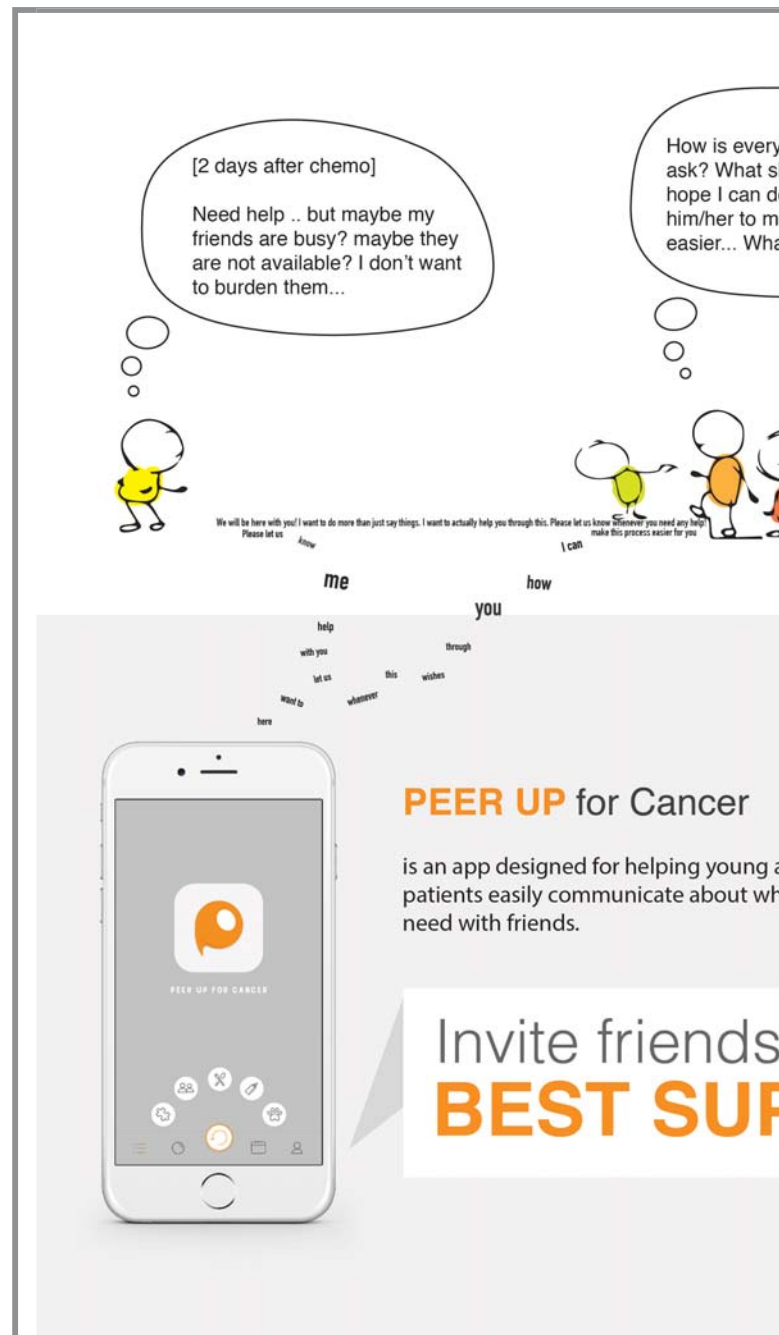 [2 days after chemo]
Need help .. but maybe my
friends are busy? maybe they
are not available? I don't want
to burden them...
How is every
ask? What
hope I can
him/her to
easier...
We will be here with you! I want to do more than just say things. I want to actually help you through this. Please let us know whenever you need any help!
Please let us
know
I can
make this process easier for you
me
how
you
help
through
with you
let us
this
wishes
want to
whenever
here
PEER UP FOR CANCER
PEER UP for Cancer
is an app designed for helping young
patients easily communicate about
need with friends.
Invite friends
BEST